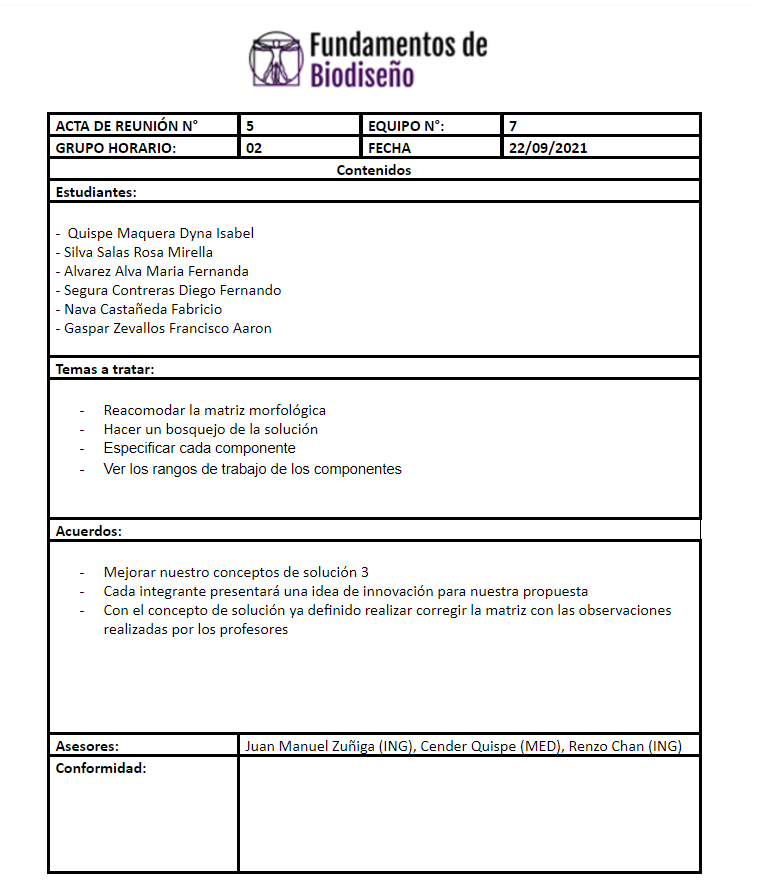 Fundamentos de
Biodiseño
ACTA DE REUNIÓN N° 5 EQUIPO N°: 7
GRUPO HORARIO: 02 FECHA 22/09/2021
Contenidos
Estudiantes:
- Quispe Maquera Dyna Isabel
- Silva Salas Rosa Mirella
- Alvarez Alva Maria Fernanda
- Segura Contreras Diego Fernando
- Nava Castañeda Fabricio
- Gaspar Zevallos Francisco Aaron
Temas a tratar:
- Reacomodar la matriz morfológica
- Hacer un bosquejo de la solución
- Especificar cada componente
- Ver los rangos de trabajo de los componentes
Acuerdos:
- Mejorar nuestro conceptos de solución 3
- Cada integrante presentará una idea de innovación para nuestra propuesta
- Con el concepto de solución ya definido realizar corregir la matriz con las observaciones
realizadas por los profesores
Asesores: Juan Manuel Zuñiga (ING), Cender Quispe (MED), Renzo Chan (ING)
Conformidad: